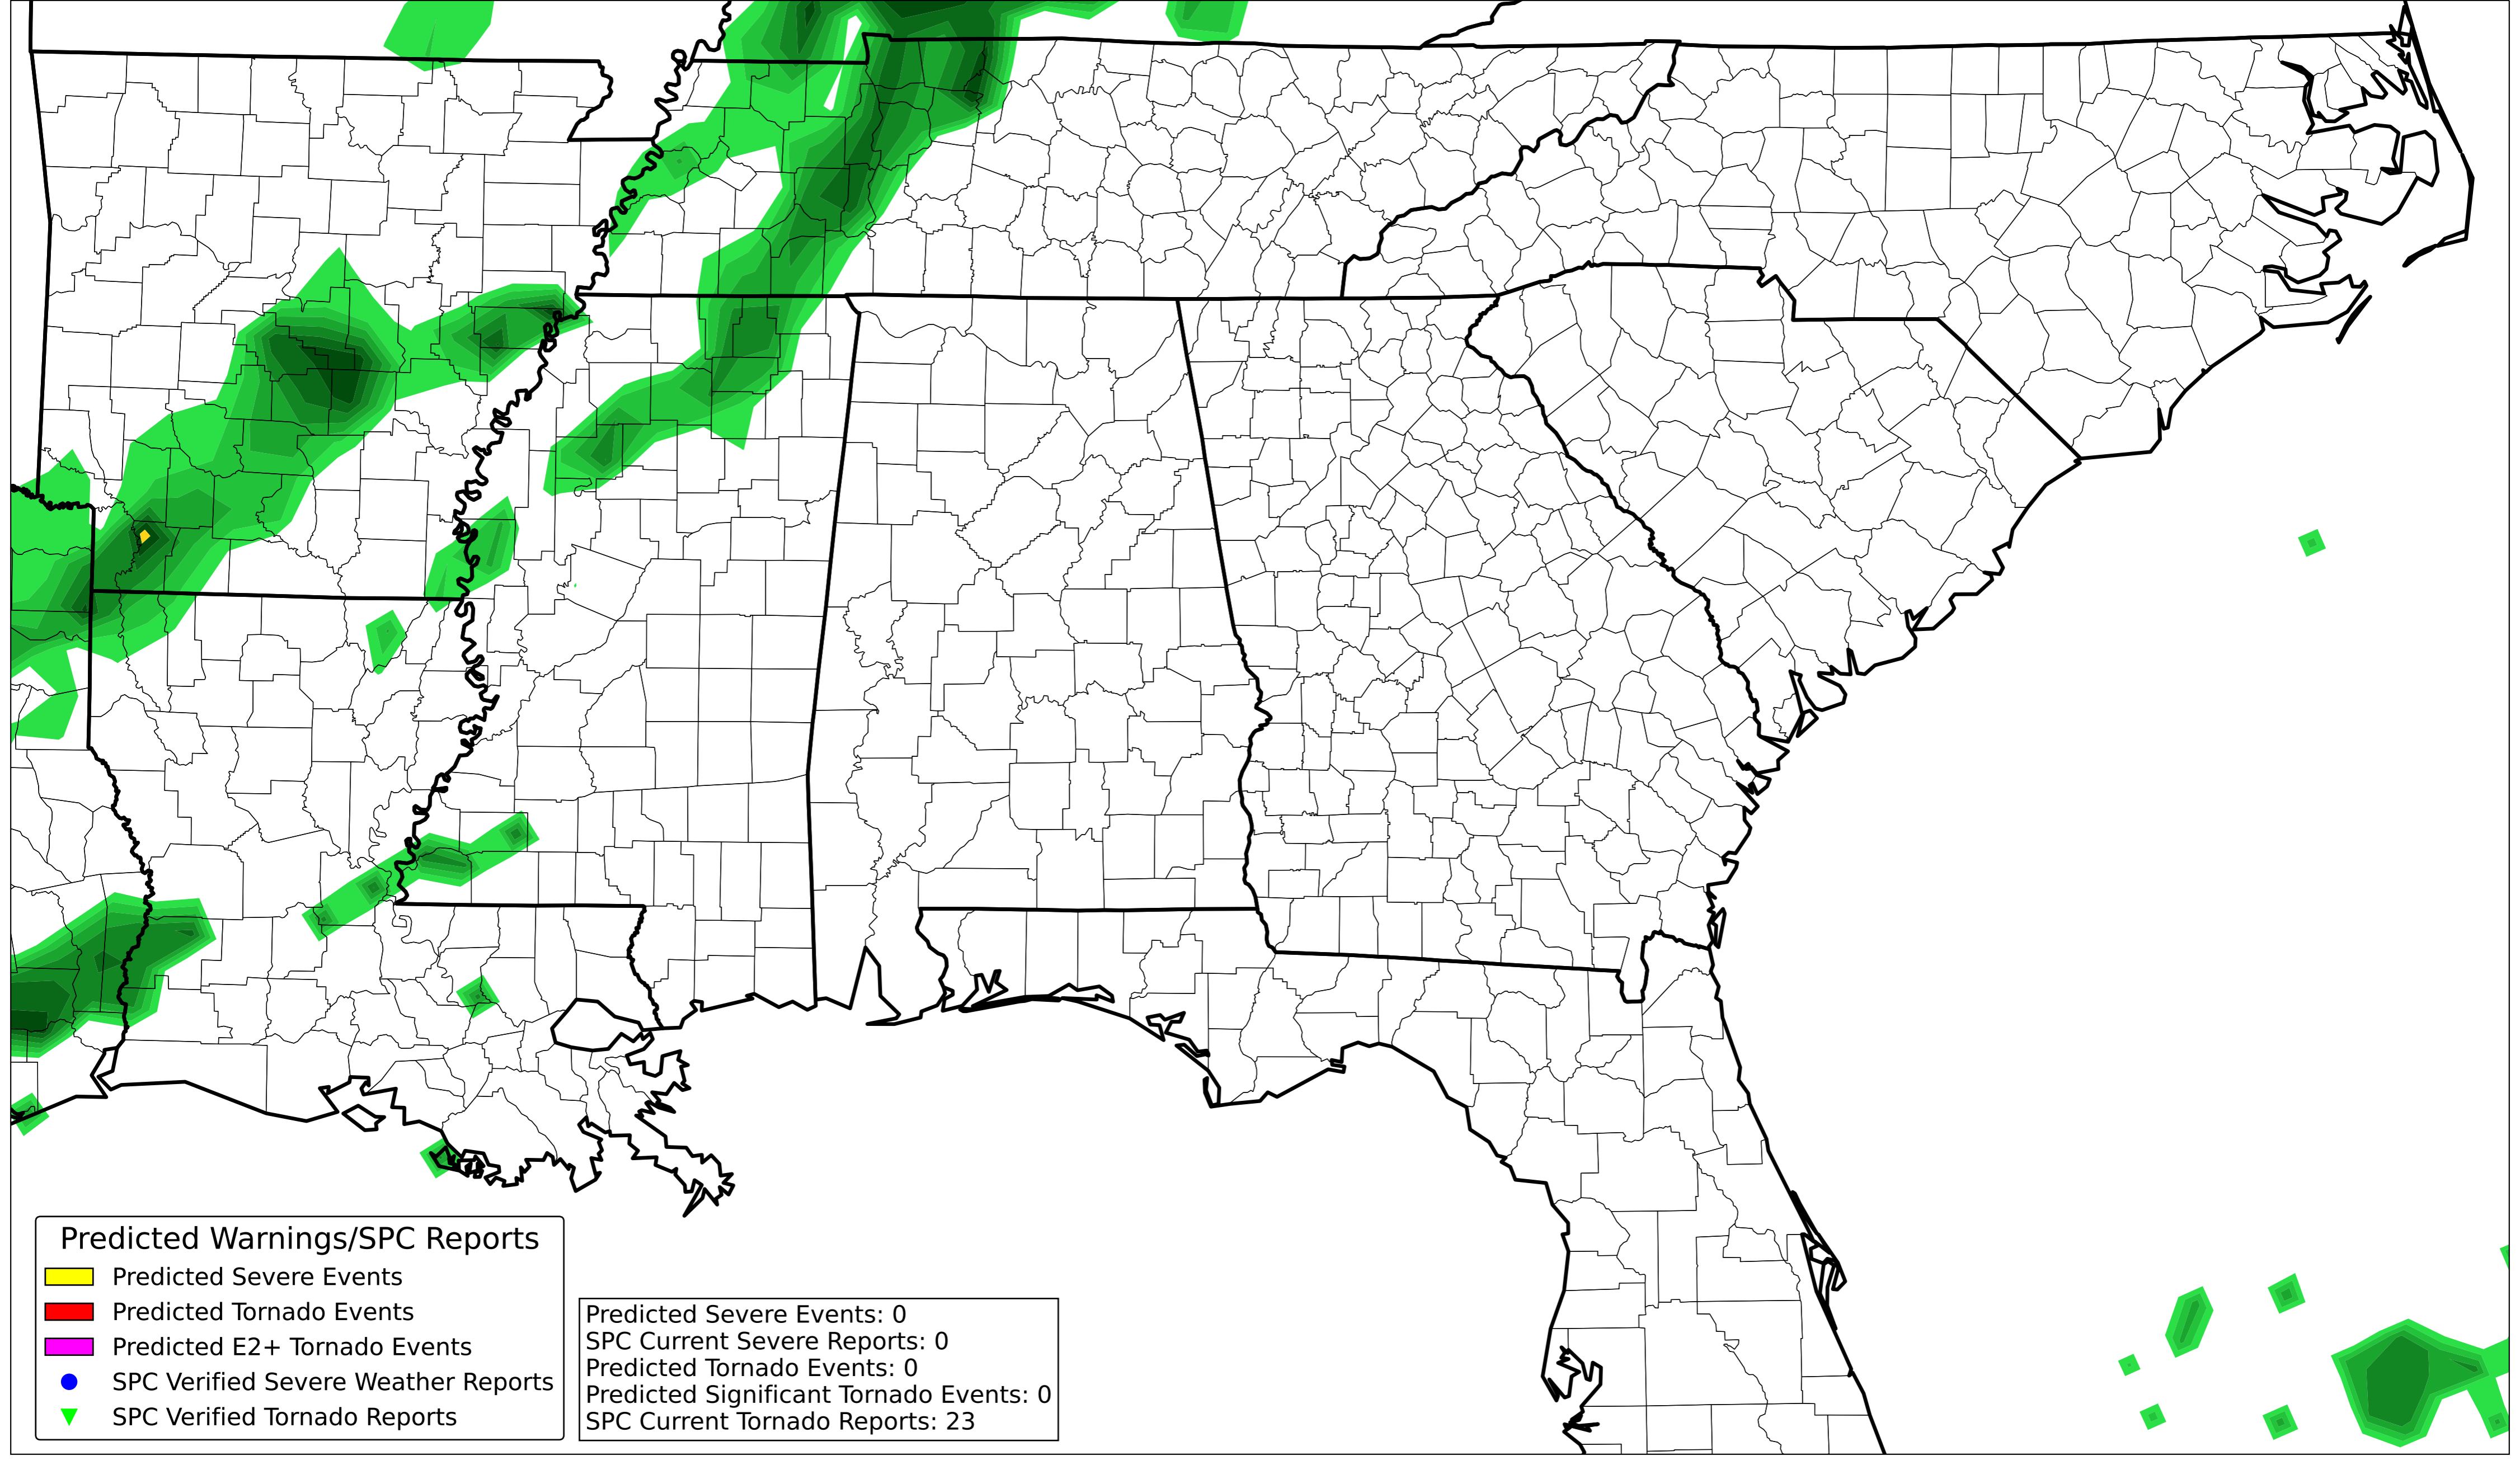 Predicted Warnings/SPC Reports
Predicted Severe Events
Predicted Tornado Events
Predicted E2+ Tornado Events
SPC Verified Severe Weather Reports
SPC Verified Tornado Reports
Predicted Severe Events: 0
SPC Current Severe Reports: 0
Predicted Tornado Events: 0
Predicted Significant Tornado Events: 0
SPC Current Tornado Reports: 23